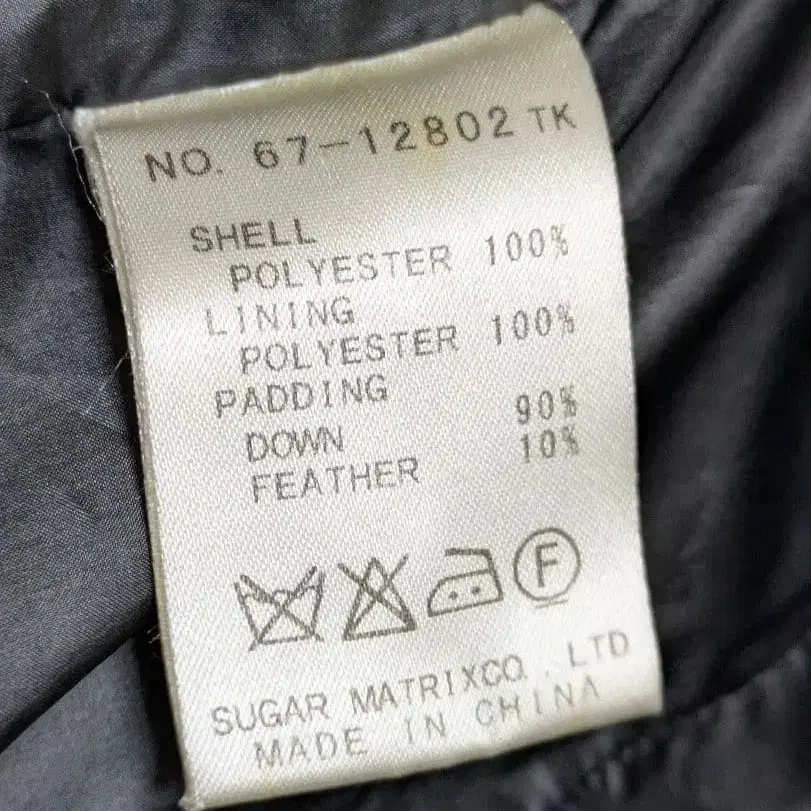 NO. 67-12802 TK
SHELL
POLYESTER 100%
LINING
POLYESTER 100%
PADDING
DOWN 90%
FEATHER 10%
F
SUGAR MATRIXCO. LTD
MADE IN CHINA